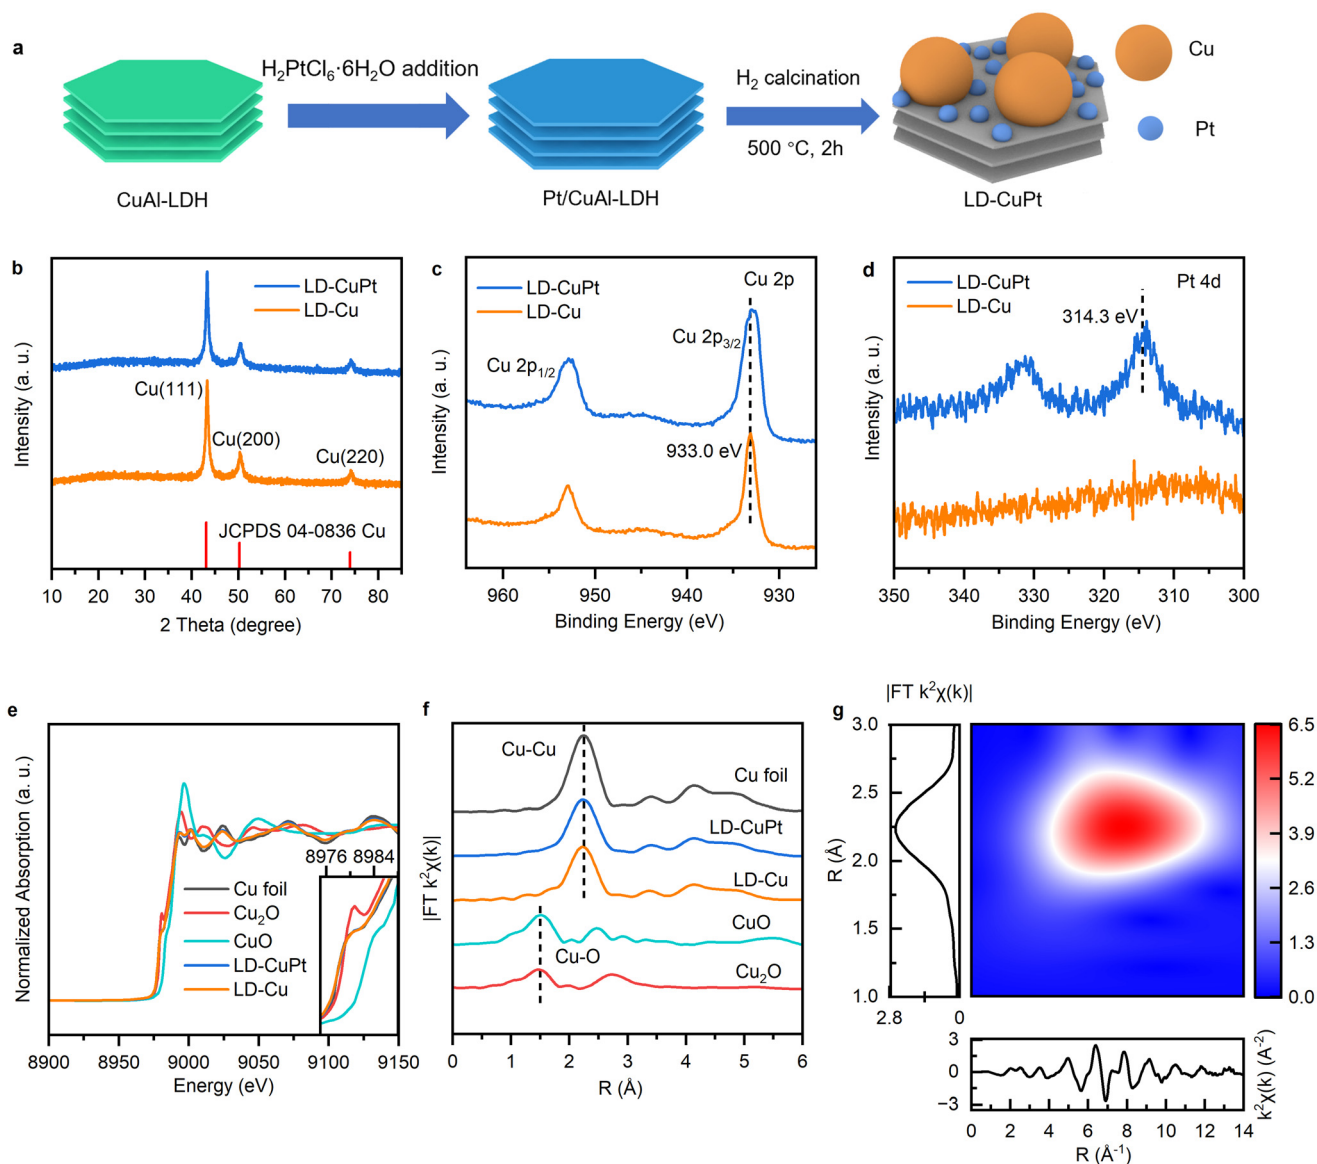 a
H₂PtCl₆·6H₂O addition
H₂ calcination
500 °C, 2h
Cu
Pt
CuAl-LDH
Pt/CuAl-LDH
LD-CuPt
b
LD-CuPt
LD-Cu
Cu(111)
Cu(200)
Cu(220)
JCPDS 04-0836 Cu
Intensity (a. u.)
10 20 30 40 50 60 70 80
2 Theta (degree)
c
Cu 2p
LD-CuPt
LD-Cu
Cu 2p₃/₂
Cu 2p₁/₂
933.0 eV
Intensity (a. u.)
960 950 940 930
Binding Energy (eV)
d
LD-CuPt
Pt 4d
LD-Cu
314.3 eV
Intensity (a. u.)
350 340 330 320 310 300
Binding Energy (eV)
e
Normalized Absorption (a. u.)
8976 8984
Cu foil
Cu₂O
CuO
LD-CuPt
LD-Cu
8900 8950 9000 9050 9100 9150
Energy (eV)
f
Cu-Cu
Cu foil
LD-CuPt
LD-Cu
CuO
Cu-O
Cu₂O
|FT k²χ(k)|
0 1 2 3 4 5 6
R (Å)
g
|FT k²χ(k)|
3.0
2.5
2.0
1.5
1.0
R (Å)
2.8 0
6.5
5.2
3.9
2.6
1.3
0.0
3
0
−3
k²χ(k) (A⁻²)
0 2 4 6 8 10 12 14
R (Å⁻¹)